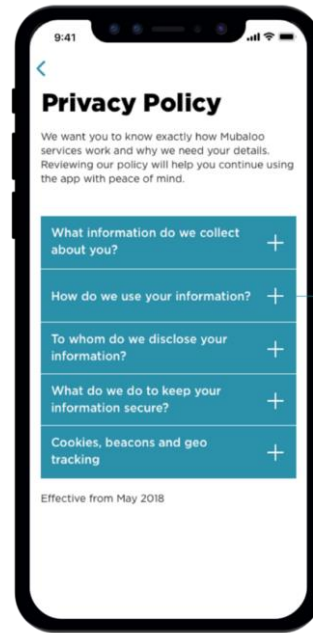 9:41
Privacy Policy
We want you to know exactly how Mubaloo
services work and why we need your details.
Reviewing our policy will help you continue using
the app with peace of mind.
What information do we collect
about you?
How do we use your information?
To whom do we disclose your
information?
What do we do to keep your
information secure?
Cookies, beacons and geo
tracking
Effective from May 2018